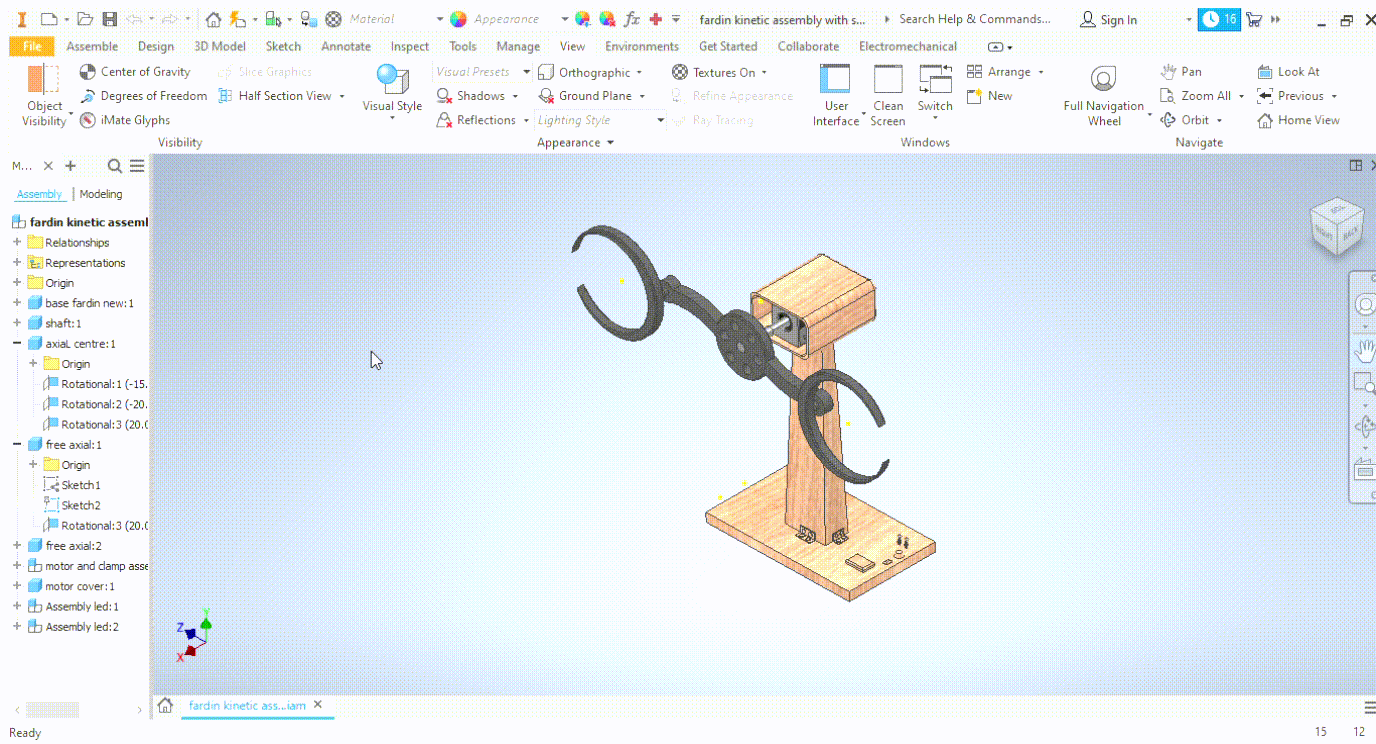 Material Appearance fx fardin kinetic assembly with s... Search Help & Commands... Sign In 16
File Assemble Design 3D Model Sketch Annotate Inspect Tools Manage View Environments Get Started Collaborate Electromechanical
Object Visibility
Center of Gravity
Degrees of Freedom
iMate Glyphs
Slice Graphics
Half Section View
Visibility
Visual Style
Visual Presets
Shadows
Reflections
Orthographic
Ground Plane
Lighting Style
Textures On
Refine Appearance
Ray Tracing
Appearance
User Interface
Clean Screen
Switch
Arrange
New
Windows
Full Navigation Wheel
Pan
Zoom All
Orbit
Look At
Previous
Home View
Navigate
M...
Assembly | Modeling
fardin kinetic assembl
Relationships
Representations
Origin
base fardin new:1
shaft:1
axiaL centre:1
Origin
Rotational:1 (-15.
Rotational:2 (-20.
Rotational:3 (20.0
free axial:1
Origin
Sketch1
Sketch2
Rotational:3 (20.0
free axial:2
motor and clamp asse
motor cover:1
Assembly led:1
Assembly led:2
RIGHT BACK
Y
Z
X
fardin kinetic ass...iam
Ready 15 12